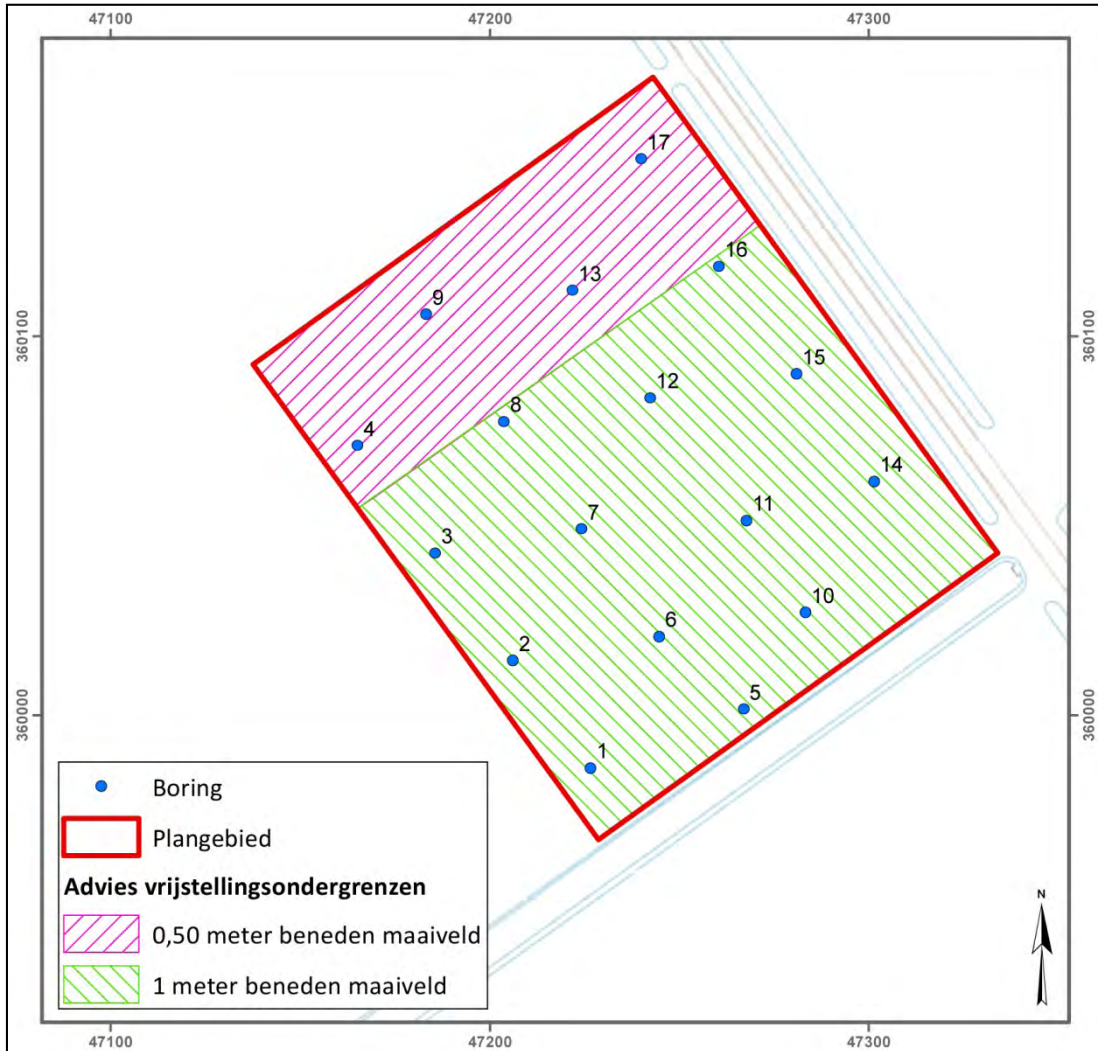 47100 47200 47300
17
16
13
9
360100 360100
15
12
8
4
14
11
7
3
10
6
2
5
360000 360000
1
Boring
Plangebied
Advies vrijstellingsondergrenzen
0,50 meter beneden maaiveld
1 meter beneden maaiveld
N
47100 47200 47300